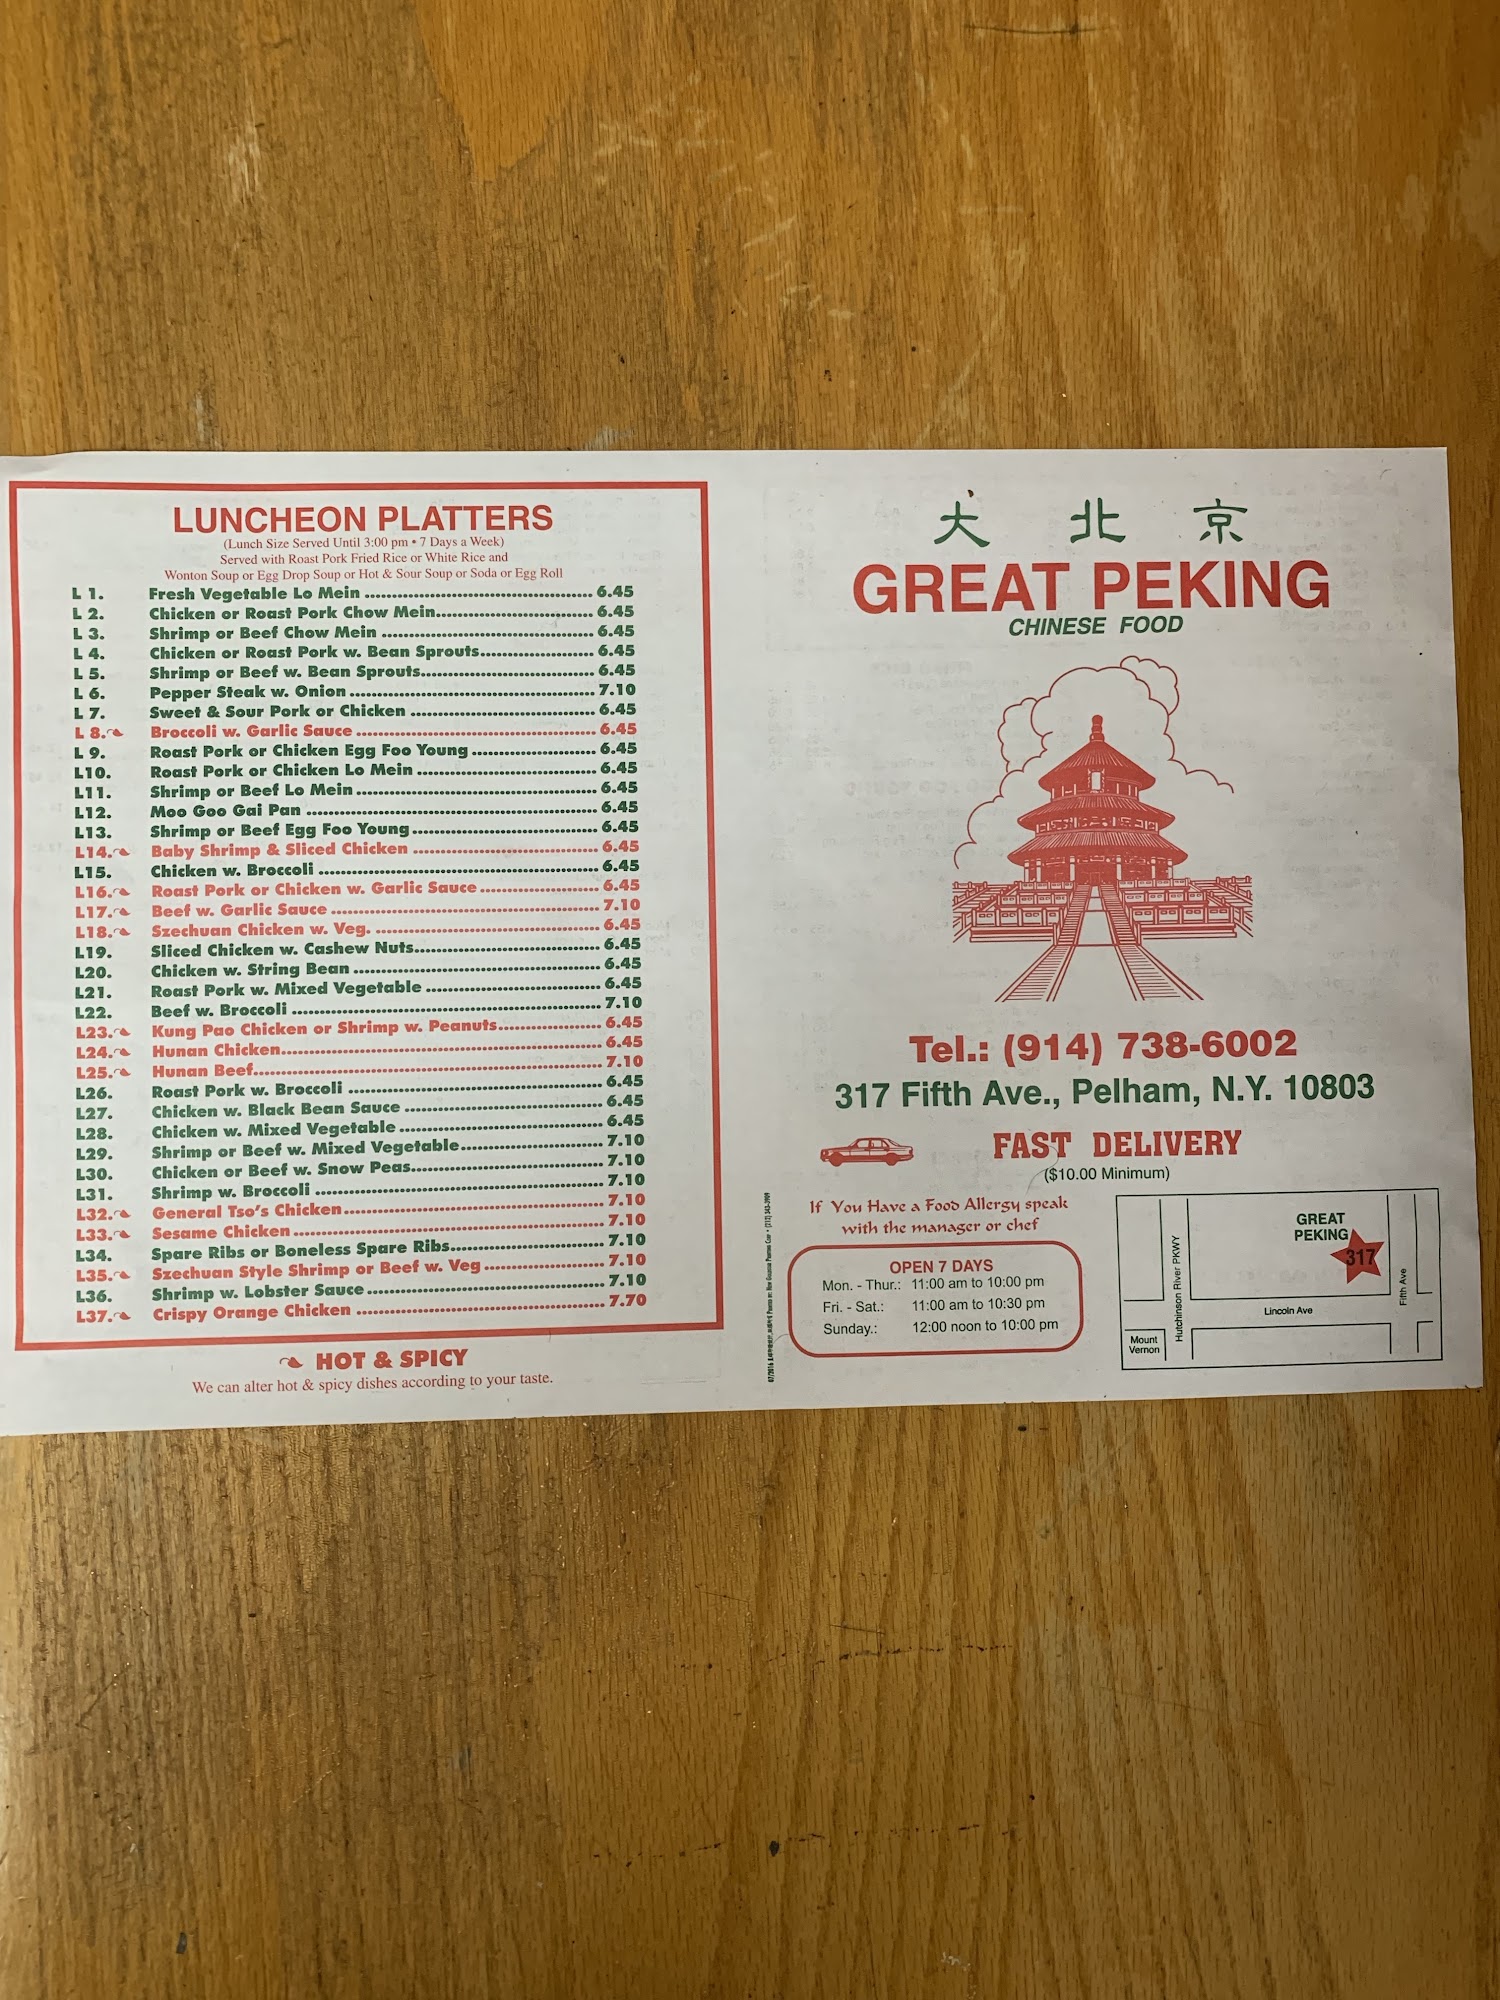 LUNCHEON PLATTERS
(Lunch Size Served Until 3:00 pm • 7 Days a Week)
Served with Roast Pork Fried Rice or White Rice and
Wonton Soup or Egg Drop Soup or Hot & Sour Soup or Soda or Egg Roll
L 1. Fresh Vegetable Lo Mein 6.45
L 2. Chicken or Roast Pork Chow Mein 6.45
L 3. Shrimp or Beef Chow Mein 6.45
L 4. Chicken or Roast Pork w. Bean Sprouts 6.45
L 5. Shrimp or Beef w. Bean Sprouts 6.45
L 6. Pepper Steak w. Onion 7.10
L 7. Sweet & Sour Pork or Chicken 6.45
L 8. Broccoli w. Garlic Sauce 6.45
L 9. Roast Pork or Chicken Egg Foo Young 6.45
L10. Roast Pork or Chicken Lo Mein 6.45
L11. Shrimp or Beef Lo Mein 6.45
L12. Moo Goo Gai Pan 6.45
L13. Shrimp or Beef Egg Foo Young 6.45
L14. Baby Shrimp & Sliced Chicken 6.45
L15. Chicken w. Broccoli 6.45
L16. Roast Pork or Chicken w. Garlic Sauce 6.45
L17. Beef w. Garlic Sauce 7.10
L18. Szechuan Chicken w. Veg. 6.45
L19. Sliced Chicken w. Cashew Nuts 6.45
L20. Chicken w. String Bean 6.45
L21. Roast Pork w. Mixed Vegetable 6.45
L22. Beef w. Broccoli 7.10
L23. Kung Pao Chicken or Shrimp w. Peanuts 6.45
L24. Hunan Chicken 6.45
L25. Hunan Beef 7.10
L26. Roast Pork w. Broccoli 6.45
L27. Chicken w. Black Bean Sauce 6.45
L28. Chicken w. Mixed Vegetable 6.45
L29. Shrimp or Beef w. Mixed Vegetable 7.10
L30. Chicken or Beef w. Snow Peas 7.10
L31. Shrimp w. Broccoli 7.10
L32. General Tso's Chicken 7.10
L33. Sesame Chicken 7.10
L34. Spare Ribs or Boneless Spare Ribs 7.10
L35. Szechuan Style Shrimp or Beef w. Veg 7.10
L36. Shrimp w. Lobster Sauce 7.10
L37. Crispy Orange Chicken 7.70
HOT & SPICY
We can alter hot & spicy dishes according to your taste.
大 北 京
GREAT PEKING
CHINESE FOOD
Tel.: (914) 738-6002
317 Fifth Ave., Pelham, N.Y. 10803
FAST DELIVERY
($10.00 Minimum)
If You Have a Food Allergy speak
with the manager or chef
OPEN 7 DAYS
Mon. - Thur.: 11:00 am to 10:00 pm
Fri. - Sat.: 11:00 am to 10:30 pm
Sunday.: 12:00 noon to 10:00 pm
GREAT
PEKING
317
Hutchinson River PKWY
Fifth Ave
Lincoln Ave
Mount
Vernon